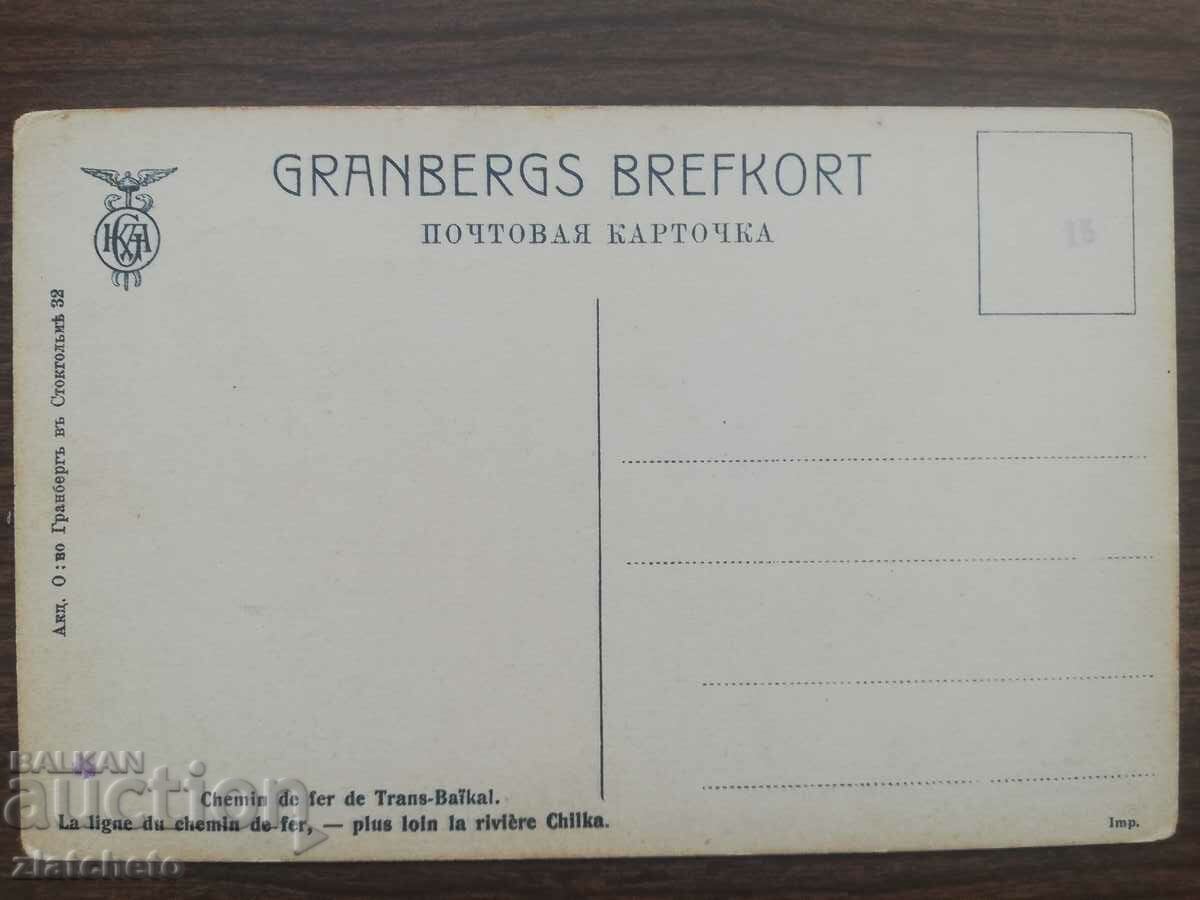 GRANBERGS BREFKORT
ПОЧТОВАЯ КАРТОЧКА
13
Акц. О:во Гранбергъ въ Стокгольмѣ 32
Chemin de fer de Trans-Baïkal.
La ligne du chemin de fer, — plus loin la rivière Chilka.
Imp.
BALKAN
auction
zlatcheto